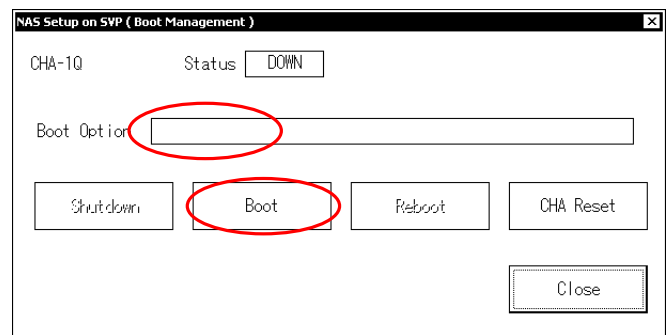 NAS Setup on SVP ( Boot Management )
CHA-1Q Status DOWN
Boot Option
Shutdown Boot Reboot CHA Reset
Close